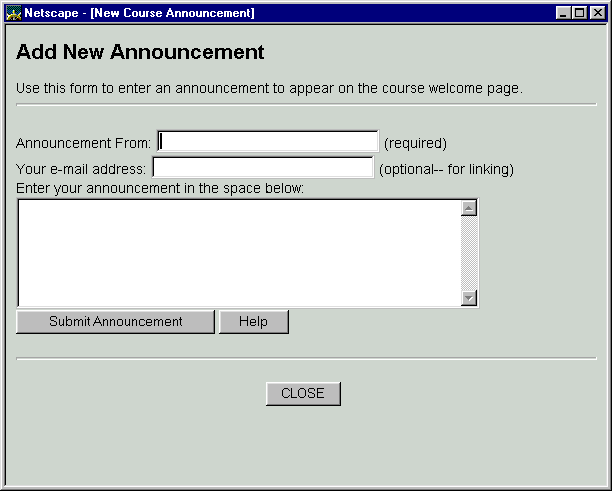 Netscape - [New Course Announcement]
Add New Announcement
Use this form to enter an announcement to appear on the course welcome page.
Announcement From: (required)
Your e-mail address: (optional-- for linking)
Enter your announcement in the space below:
Submit Announcement Help
CLOSE